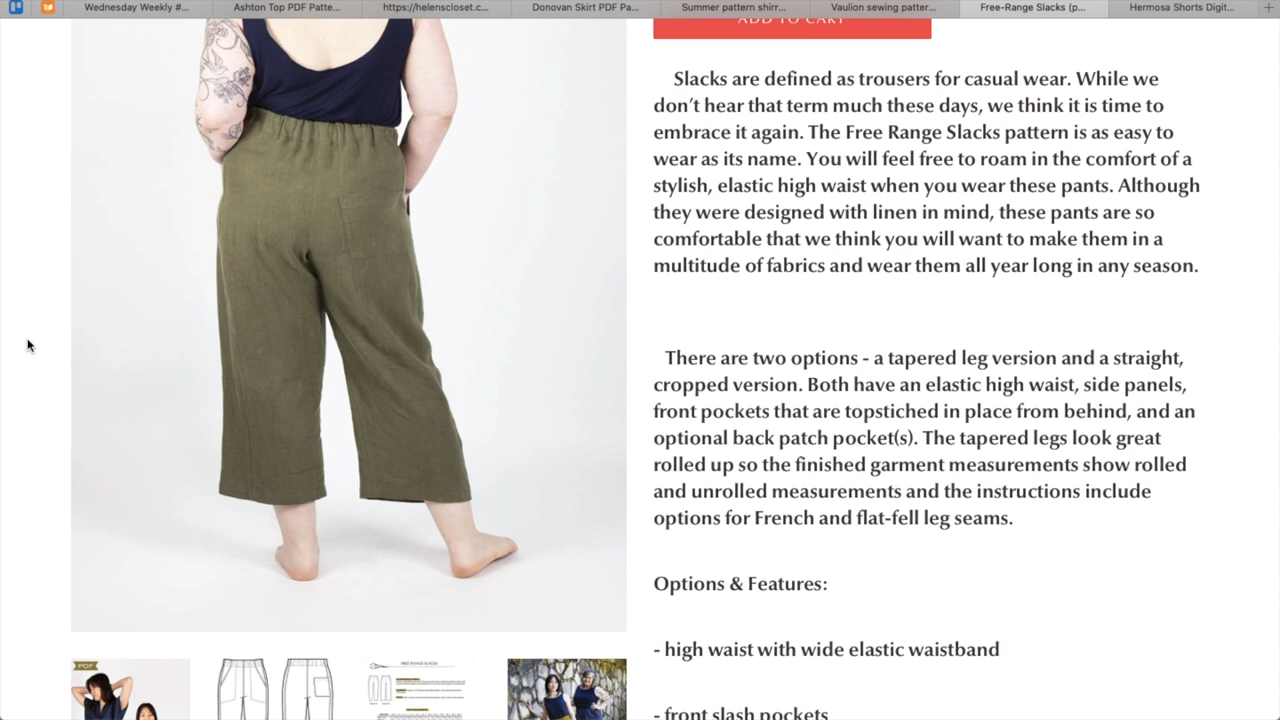 Wednesday Weekly #...
Ashton Top PDF Patte...
https://helenscloset.c...
Donovan Skirt PDF Pa...
Summer pattern shirr...
Vaulion sewing patter...
Free-Range Slacks (p...
Hermosa Shorts Digit...
ADD TO CART
Slacks are defined as trousers for casual wear. While we
don’t hear that term much these days, we think it is time to
embrace it again. The Free Range Slacks pattern is as easy to
wear as its name. You will feel free to roam in the comfort of a
stylish, elastic high waist when you wear these pants. Although
they were designed with linen in mind, these pants are so
comfortable that we think you will want to make them in a
multitude of fabrics and wear them all year long in any season.
There are two options - a tapered leg version and a straight,
cropped version. Both have an elastic high waist, side panels,
front pockets that are topstiched in place from behind, and an
optional back patch pocket(s). The tapered legs look great
rolled up so the finished garment measurements show rolled
and unrolled measurements and the instructions include
options for French and flat-fell leg seams.
Options & Features:
- high waist with wide elastic waistband
- front slash pockets
PDF
FREE RANGE SLACKS